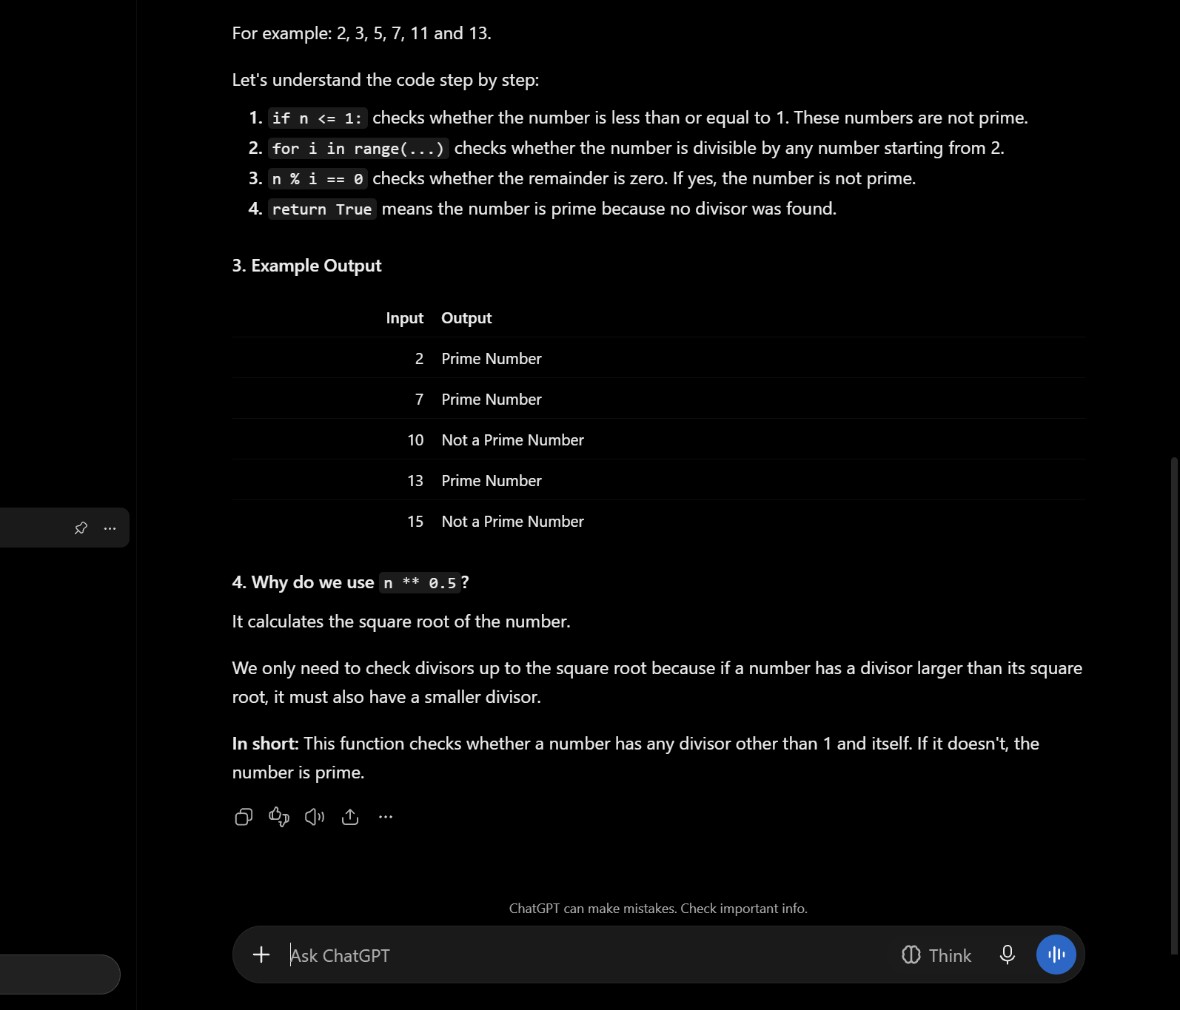 For example: 2, 3, 5, 7, 11 and 13.
Let's understand the code step by step:
1. if n <= 1: checks whether the number is less than or equal to 1. These numbers are not prime.
2. for i in range(...) checks whether the number is divisible by any number starting from 2.
3. n % i == 0 checks whether the remainder is zero. If yes, the number is not prime.
4. return True means the number is prime because no divisor was found.
3. Example Output
Input Output
2 Prime Number
7 Prime Number
10 Not a Prime Number
13 Prime Number
15 Not a Prime Number
4. Why do we use n ** 0.5?
It calculates the square root of the number.
We only need to check divisors up to the square root because if a number has a divisor larger than its square
root, it must also have a smaller divisor.
In short: This function checks whether a number has any divisor other than 1 and itself. If it doesn't, the
number is prime.
ChatGPT can make mistakes. Check important info.
Ask ChatGPT Think